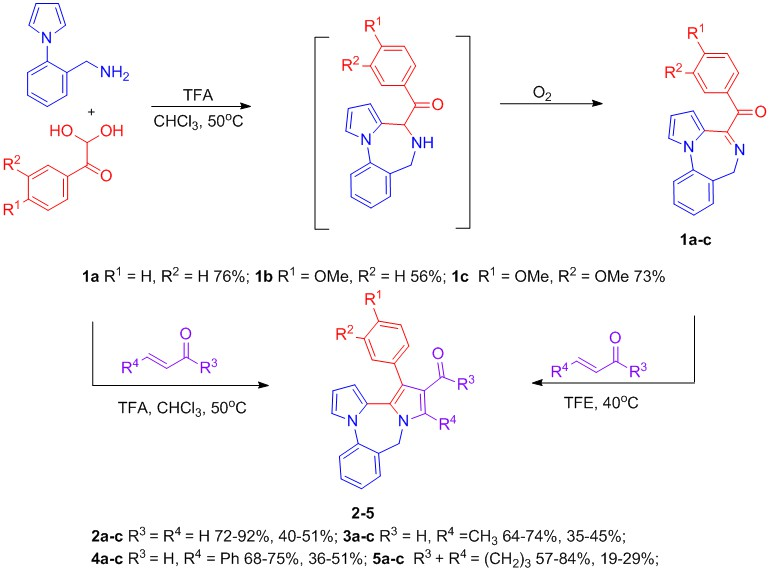 R¹
R¹
N
NH₂
R²
R²
TFA
O
O₂
O
+
CHCl₃, 50°C
HO OH
NH
N
N
N
R²
O
R¹
1a-c
1a R¹ = H, R² = H 76%; 1b R¹ = OMe, R² = H 56%; 1c R¹ = OMe, R² = OMe 73%
R¹
O
R²
O
O
R⁴ R³
R³
R⁴ R³
TFA, CHCl₃, 50°C
R⁴
TFE, 40°C
N
N
2-5
2a-c R³ = R⁴ = H 72-92%, 40-51%; 3a-c R³ = H, R⁴ =CH₃ 64-74%, 35-45%;
4a-c R³ = H, R⁴ = Ph 68-75%, 36-51%; 5a-c R³ + R⁴ = (CH₂)₃ 57-84%, 19-29%;